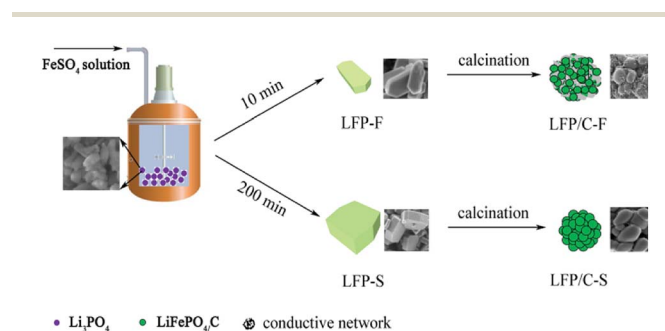 FeSO₄ solution
10 min
200 min
LFP-F
calcination
LFP/C-F
LFP-S
calcination
LFP/C-S
Li₃PO₄
LiFePO₄/C
conductive network